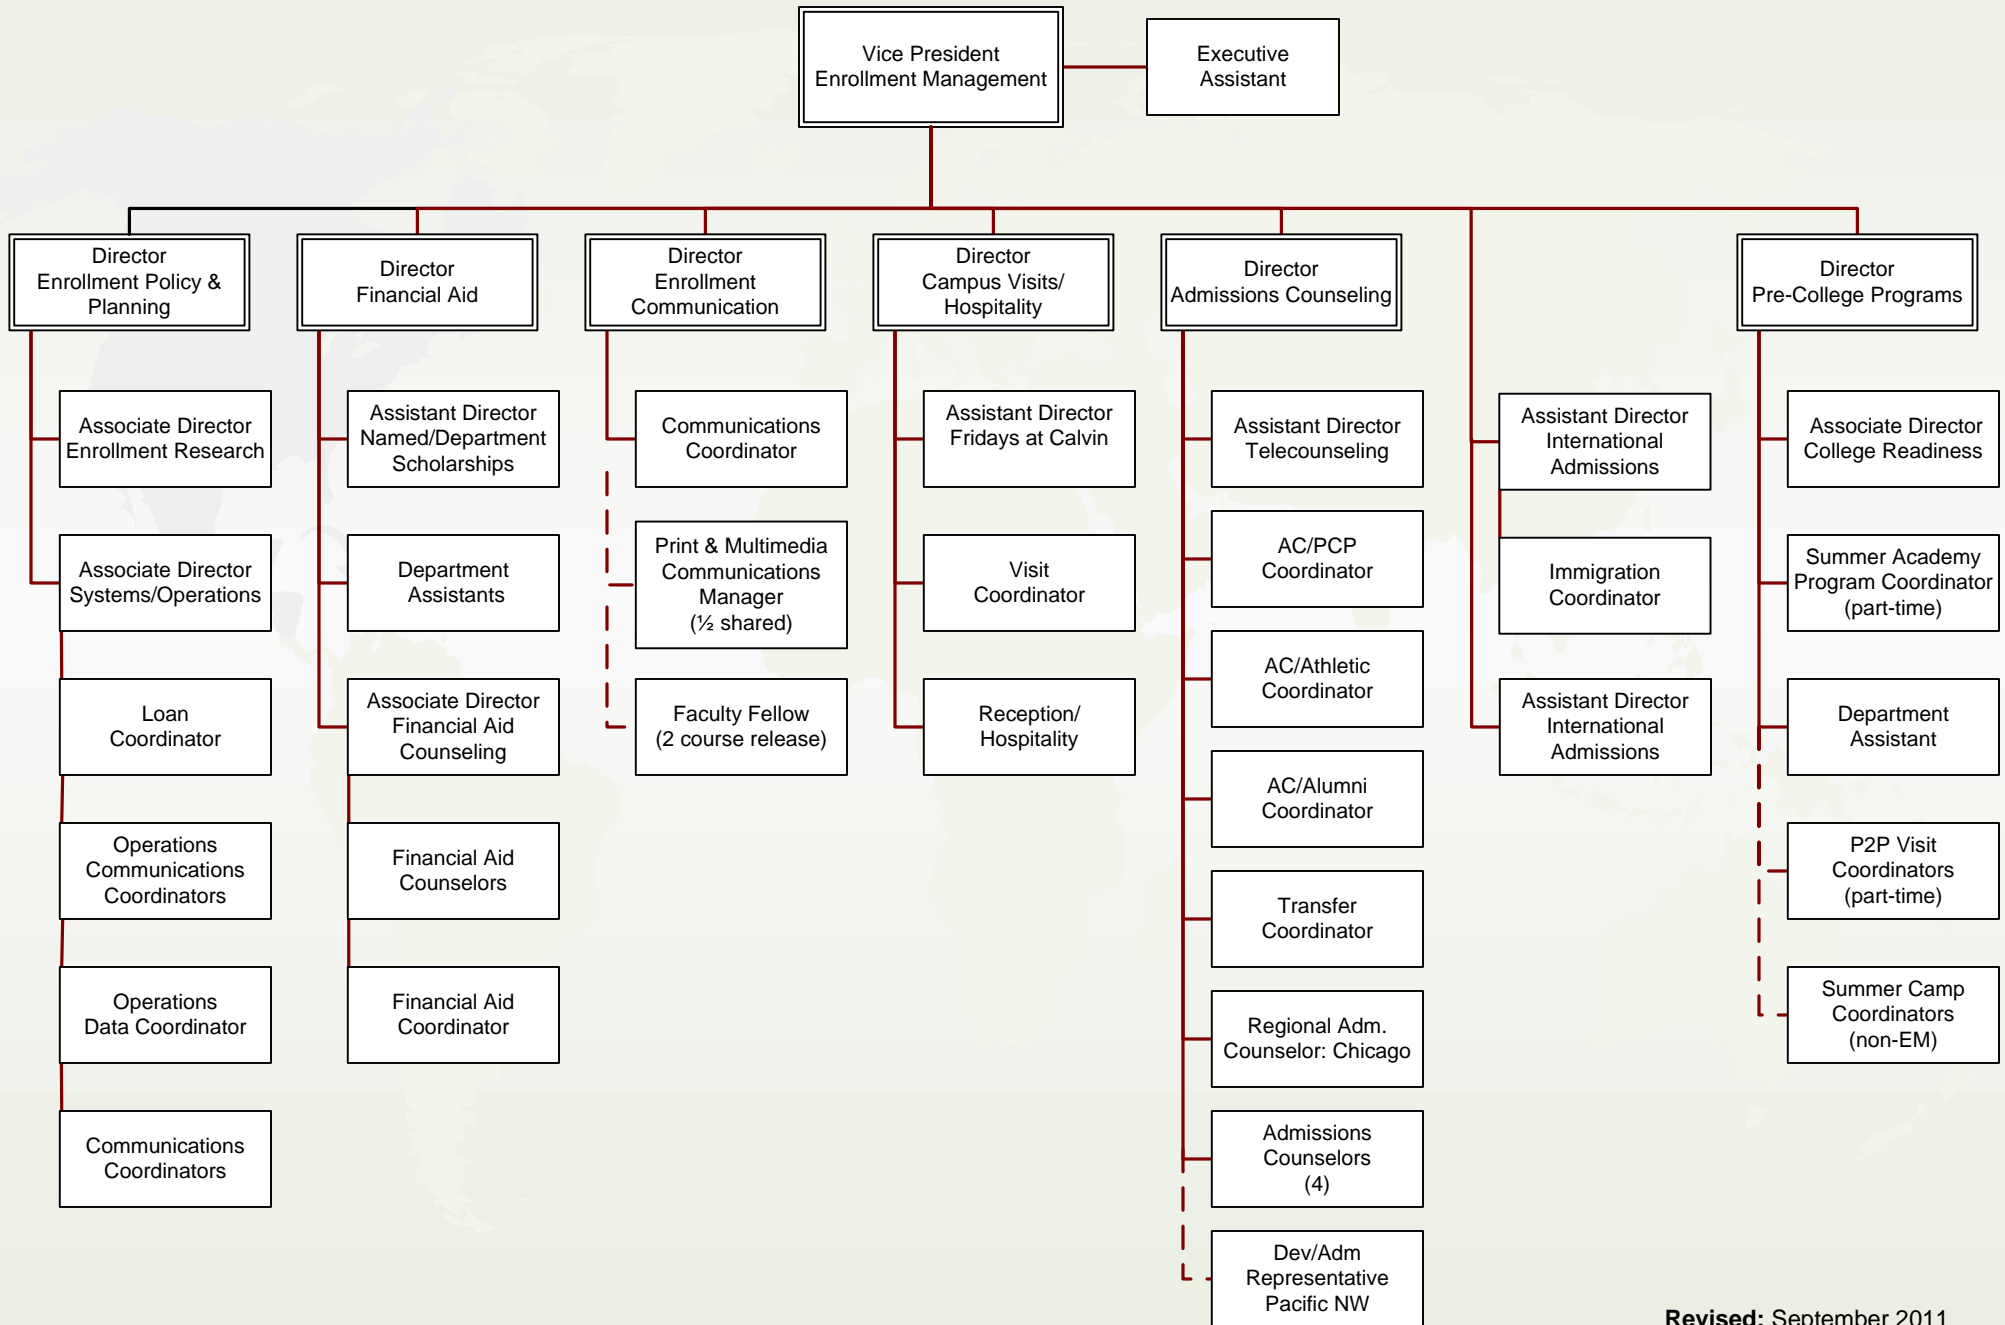 Vice President
Enrollment Management
Executive
Assistant
Director
Enrollment Policy &
Planning
Director
Financial Aid
Director
Enrollment
Communication
Director
Campus Visits/
Hospitality
Director
Admissions Counseling
Director
Pre-College Programs
Associate Director
Enrollment Research
Associate Director
Systems/Operations
Loan
Coordinator
Operations
Communications
Coordinators
Operations
Data Coordinator
Communications
Coordinators
Assistant Director
Named/Department
Scholarships
Department
Assistants
Associate Director
Financial Aid
Counseling
Financial Aid
Counselors
Financial Aid
Coordinator
Communications
Coordinator
Print & Multimedia
Communications
Manager
(½ shared)
Faculty Fellow
(2 course release)
Assistant Director
Fridays at Calvin
Visit
Coordinator
Reception/
Hospitality
Assistant Director
Telecounseling
AC/PCP
Coordinator
AC/Athletic
Coordinator
AC/Alumni
Coordinator
Transfer
Coordinator
Regional Adm.
Counselor: Chicago
Admissions
Counselors
(4)
Dev/Adm
Representative
Pacific NW
Assistant Director
International
Admissions
Immigration
Coordinator
Assistant Director
International
Admissions
Associate Director
College Readiness
Summer Academy
Program Coordinator
(part-time)
Department
Assistant
P2P Visit
Coordinators
(part-time)
Summer Camp
Coordinators
(non-EM)
Revised: September 2011